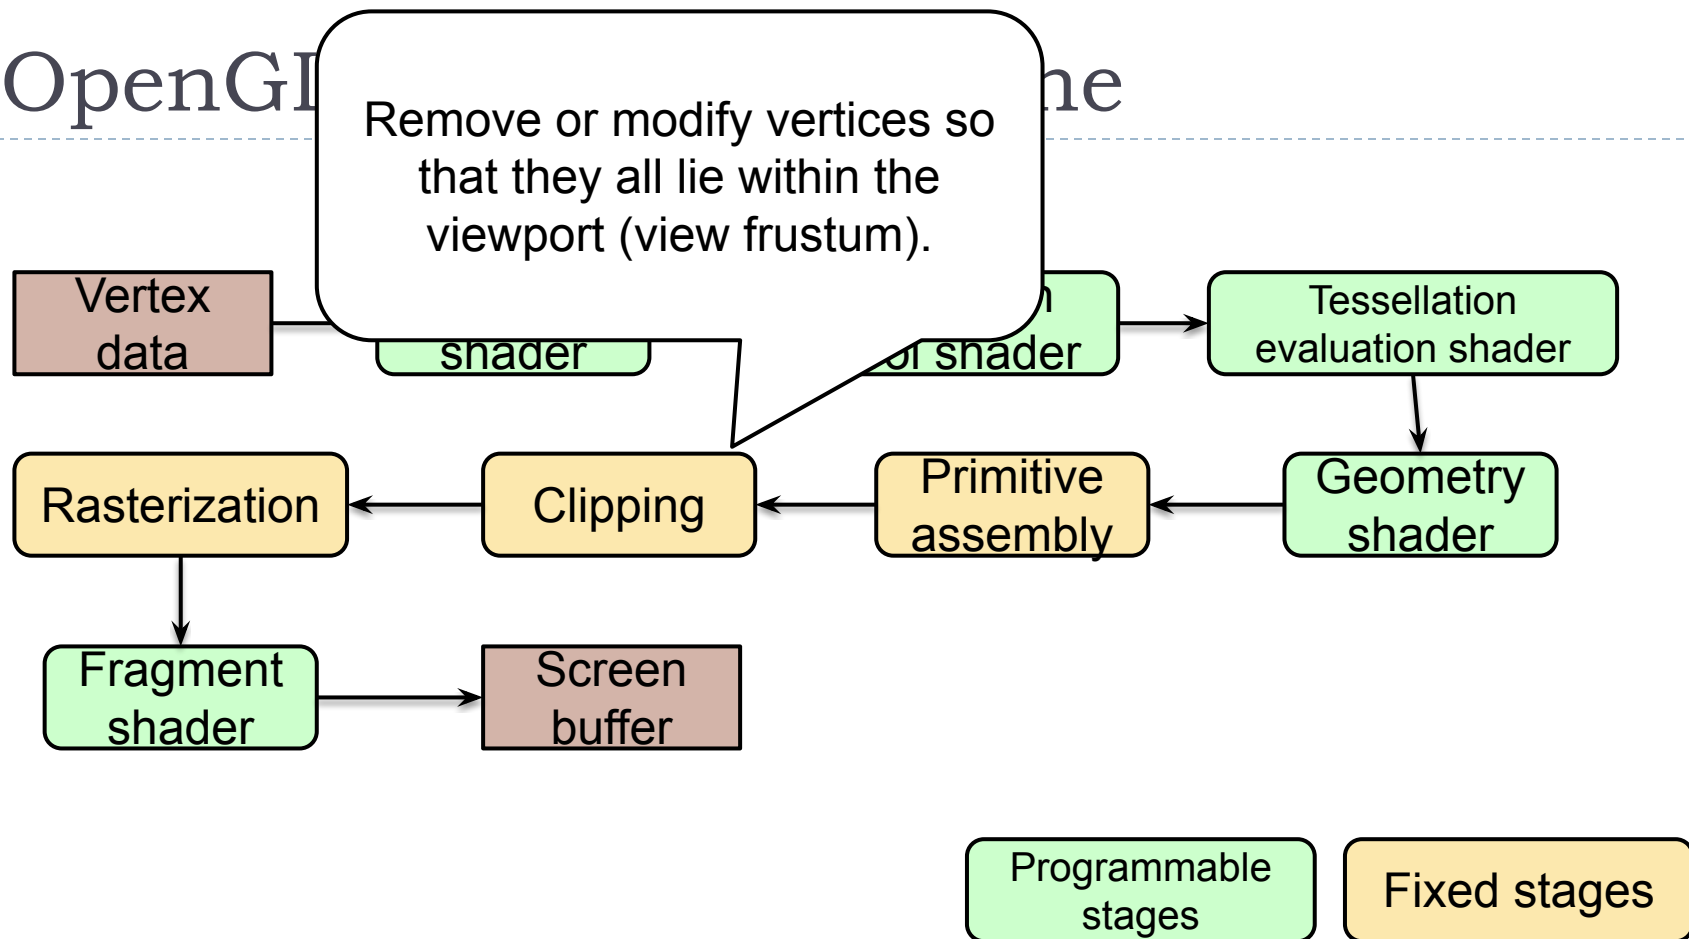 OpenGL
Remove or modify vertices so
that they all lie within the
viewport (view frustum).
Vertex
data
shader
shader
Tessellation
evaluation shader
Rasterization
Clipping
Primitive
assembly
Geometry
shader
Fragment
shader
Screen
buffer
Programmable
stages
Fixed stages